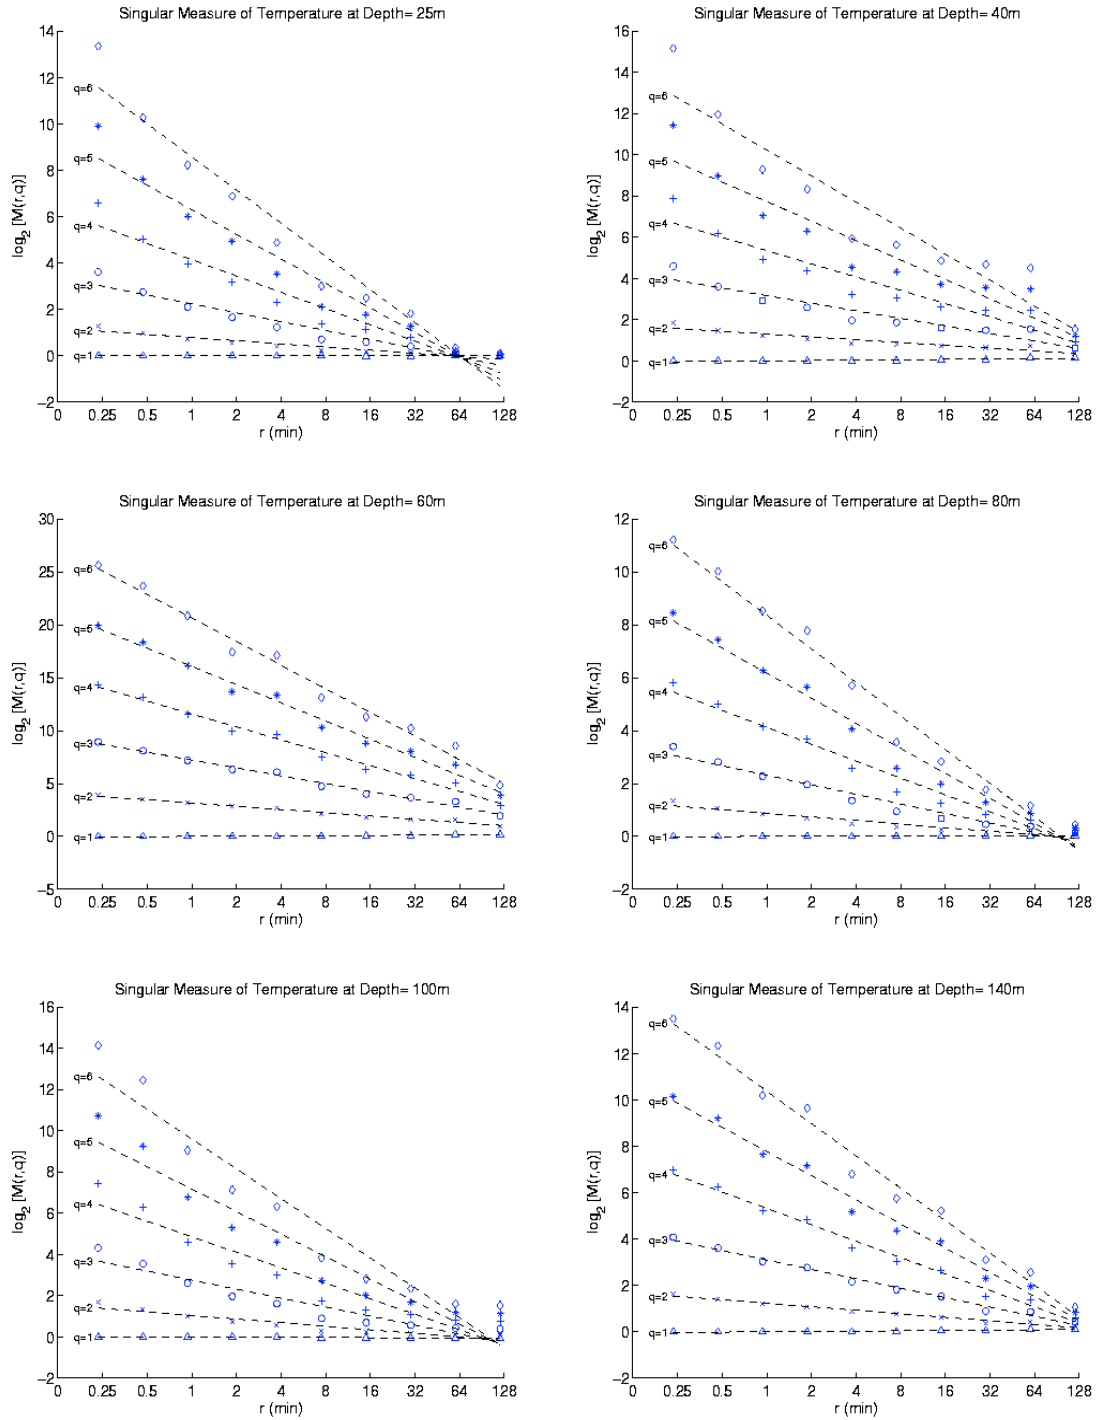 Singular Measure of Temperature at Depth= 25m
14
12
10
8
6
4
2
0
−2
log2 [M(r,q)]
q=6
q=5
q=4
q=3
q=2
q=1
0 0.25 0.5 1 2 4 8 16 32 64 128
r (min)
Singular Measure of Temperature at Depth= 40m
16
14
12
10
8
6
4
2
0
−2
log2 [M(r,q)]
q=6
q=5
q=4
q=3
q=2
q=1
0 0.25 0.5 1 2 4 8 16 32 64 128
r (min)
Singular Measure of Temperature at Depth= 60m
30
25
20
15
10
5
0
−5
log2 [M(r,q)]
q=6
q=5
q=4
q=3
q=2
q=1
0 0.25 0.5 1 2 4 8 16 32 64 128
r (min)
Singular Measure of Temperature at Depth= 80m
12
10
8
6
4
2
0
−2
log2 [M(r,q)]
q=6
q=5
q=4
q=3
q=2
q=1
0 0.25 0.5 1 2 4 8 16 32 64 128
r (min)
Singular Measure of Temperature at Depth= 100m
16
14
12
10
8
6
4
2
0
−2
log2 [M(r,q)]
q=6
q=5
q=4
q=3
q=2
q=1
0 0.25 0.5 1 2 4 8 16 32 64 128
r (min)
Singular Measure of Temperature at Depth= 140m
14
12
10
8
6
4
2
0
−2
log2 [M(r,q)]
q=6
q=5
q=4
q=3
q=2
q=1
0 0.25 0.5 1 2 4 8 16 32 64 128
r (min)